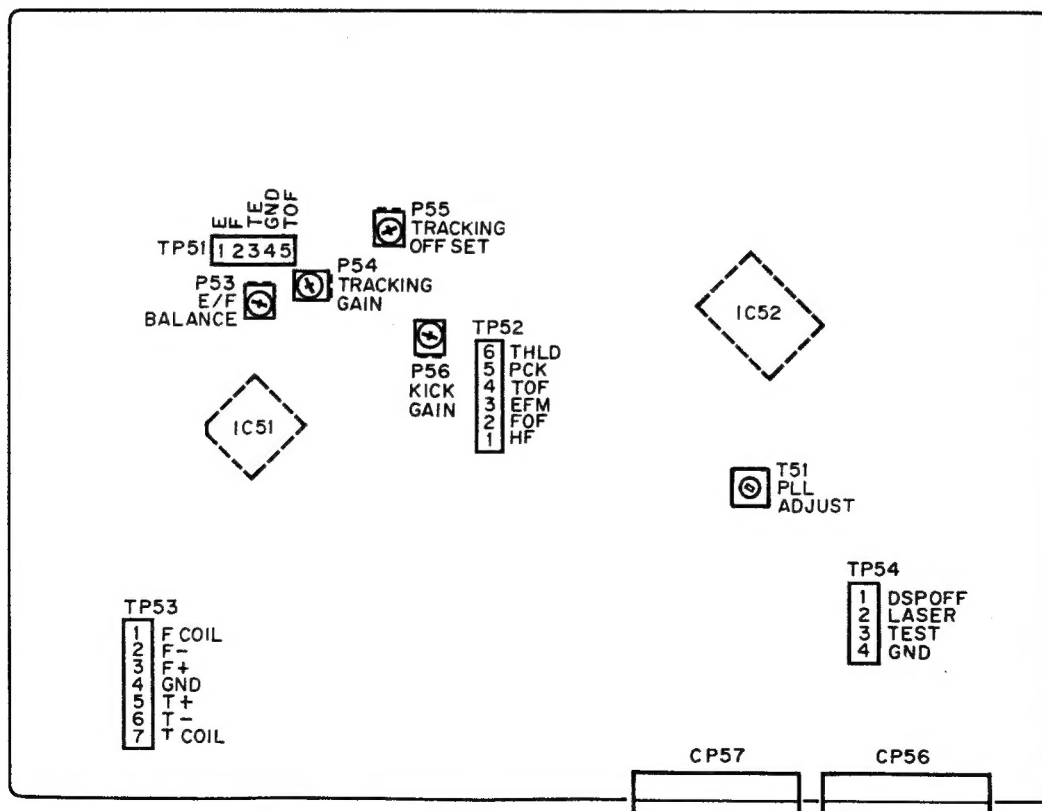 E
F
TE
GND
TOF
TP51
1 2 3 4 5
P55
TRACKING
OFF SET
P53
E/F
BALANCE
P54
TRACKING
GAIN
P56
KICK
GAIN
TP52
6 THLD
5 PCK
4 TOF
3 EFM
2 FOF
1 HF
IC52
IC51
T51
PLL
ADJUST
TP53
1 F COIL
2 F-
3 F+
4 GND
5 T+
6 T-
7 T COIL
TP54
1 DSPOFF
2 LASER
3 TEST
4 GND
CP57
CP56